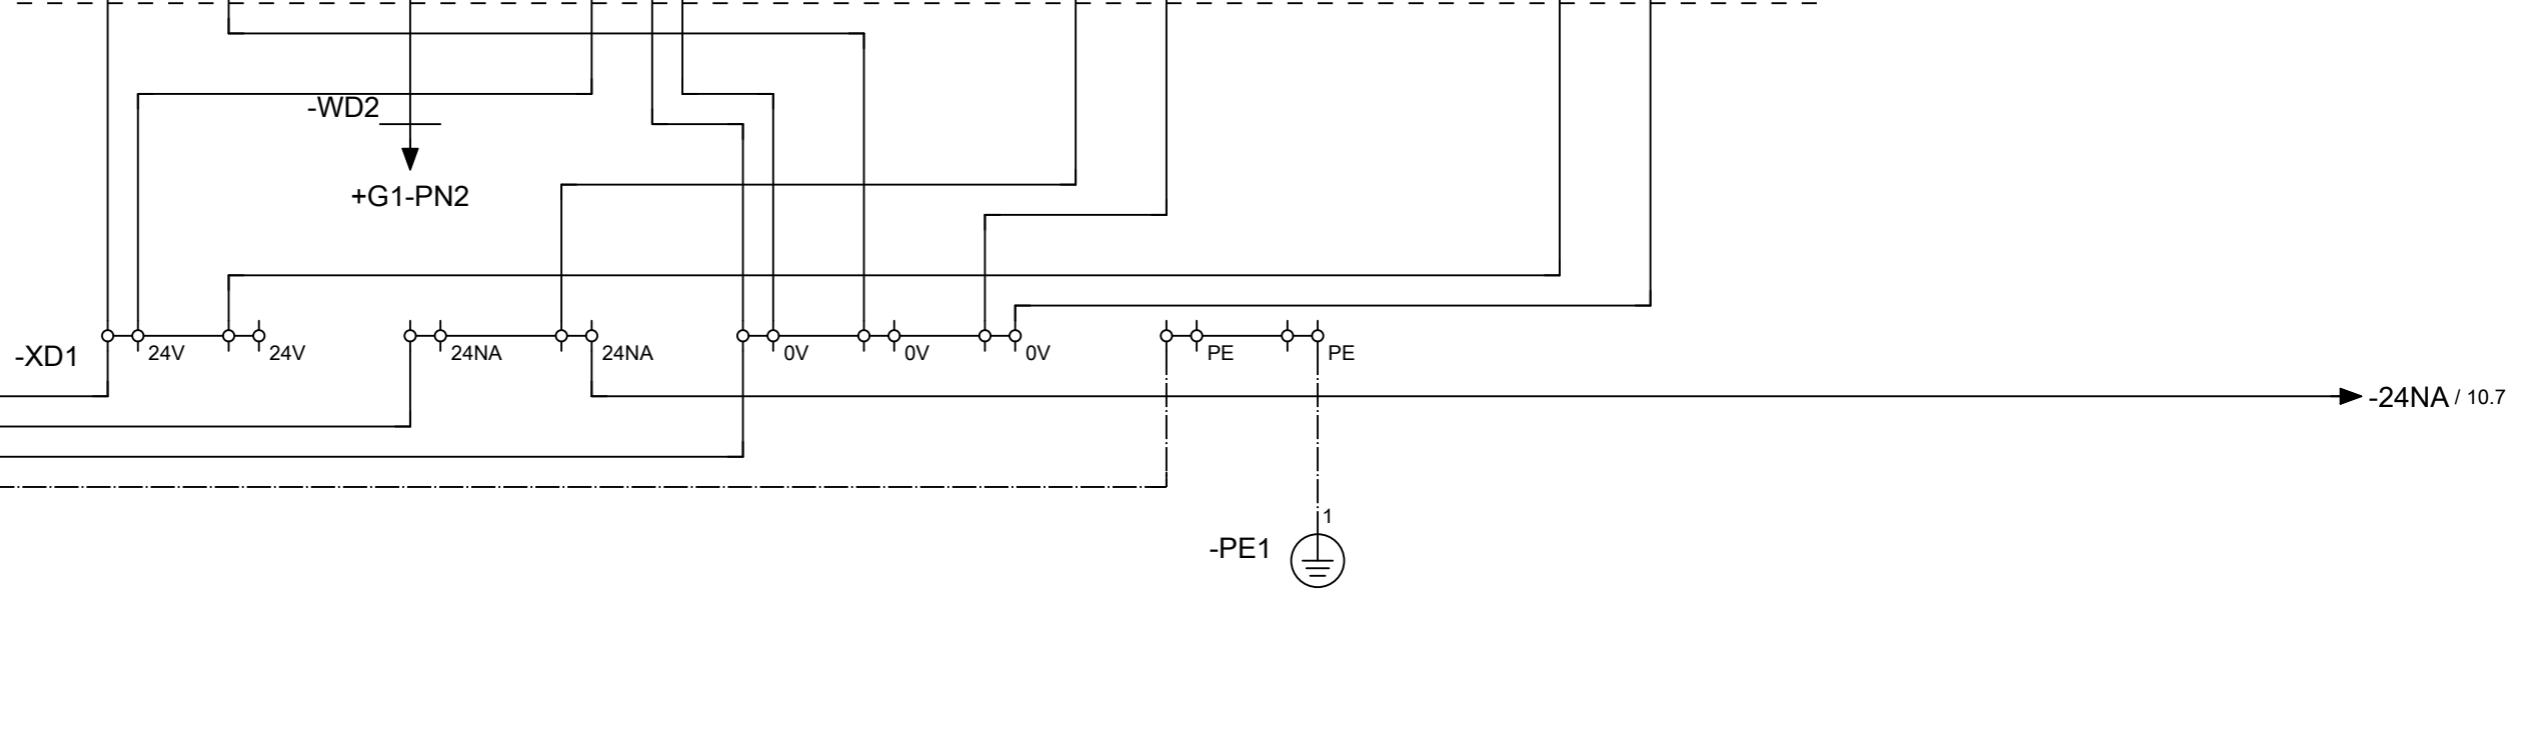 -WD2
+G1-PN2
-XD1
24V
24V
24NA
24NA
0V
0V
0V
PE
PE
-24NA / 10.7
1
-PE1